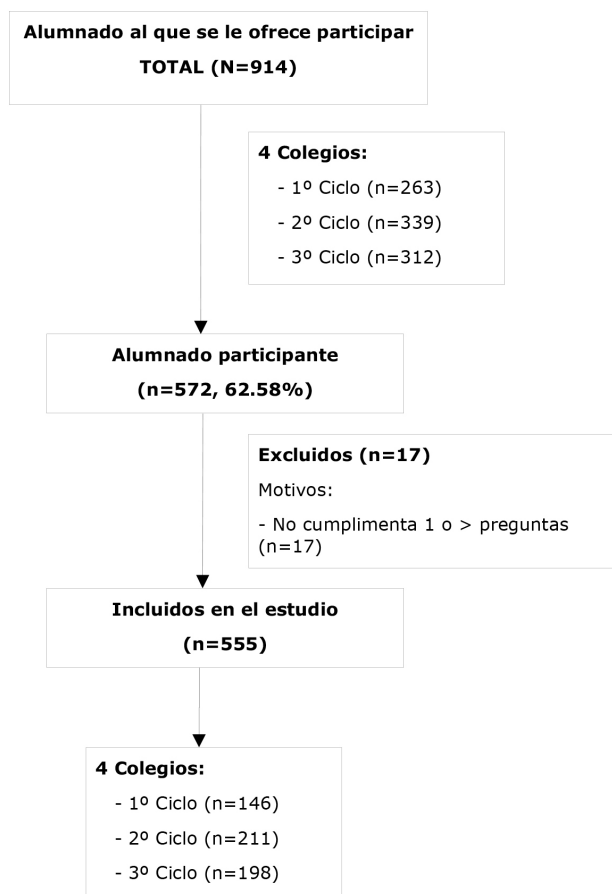 Alumnado al que se le ofrece participar
TOTAL (N=914)
4 Colegios:
- 1º Ciclo (n=263)
- 2º Ciclo (n=339)
- 3º Ciclo (n=312)
Alumnado participante
(n=572, 62.58%)
Excluidos (n=17)
Motivos:
- No cumplimenta 1 o > preguntas
(n=17)
Incluidos en el estudio
(n=555)
4 Colegios:
- 1º Ciclo (n=146)
- 2º Ciclo (n=211)
- 3º Ciclo (n=198)